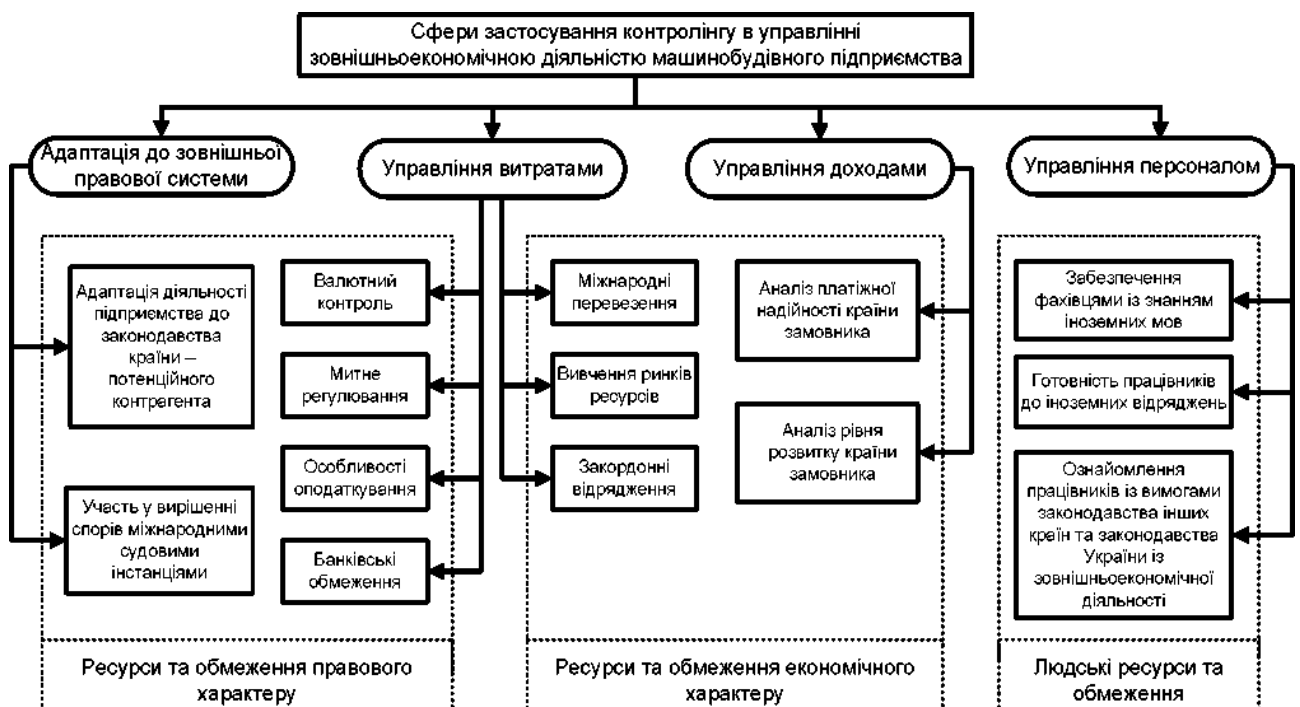 Сфери застосування контролінгу в управлінні
зовнішньоекономічною діяльністю машинобудівного підприємства
Адаптація до зовнішньої
правової системи
Управління витратами
Управління доходами
Управління персоналом
Адаптація діяльності
підприємства до
законодавства
країни –
потенційного
контрагента
Участь у вирішенні
спорів міжнародними
судовими
інстанціями
Валютний
контроль
Митне
регулювання
Особливості
оподаткування
Банківські
обмеження
Міжнародні
перевезення
Вивчення ринків
ресурсів
Закордонні
відрядження
Аналіз платіжної
надійності країни
замовника
Аналіз рівня
розвитку країни
замовника
Забезпечення
фахівцями із знанням
іноземних мов
Готовність працівників
до іноземних відряджень
Ознайомлення
працівників із вимогами
законодавства інших
країн та законодавства
України із
зовнішньоекономічної
діяльності
Ресурси та обмеження правового
характеру
Ресурси та обмеження економічного
характеру
Людські ресурси та
обмеження